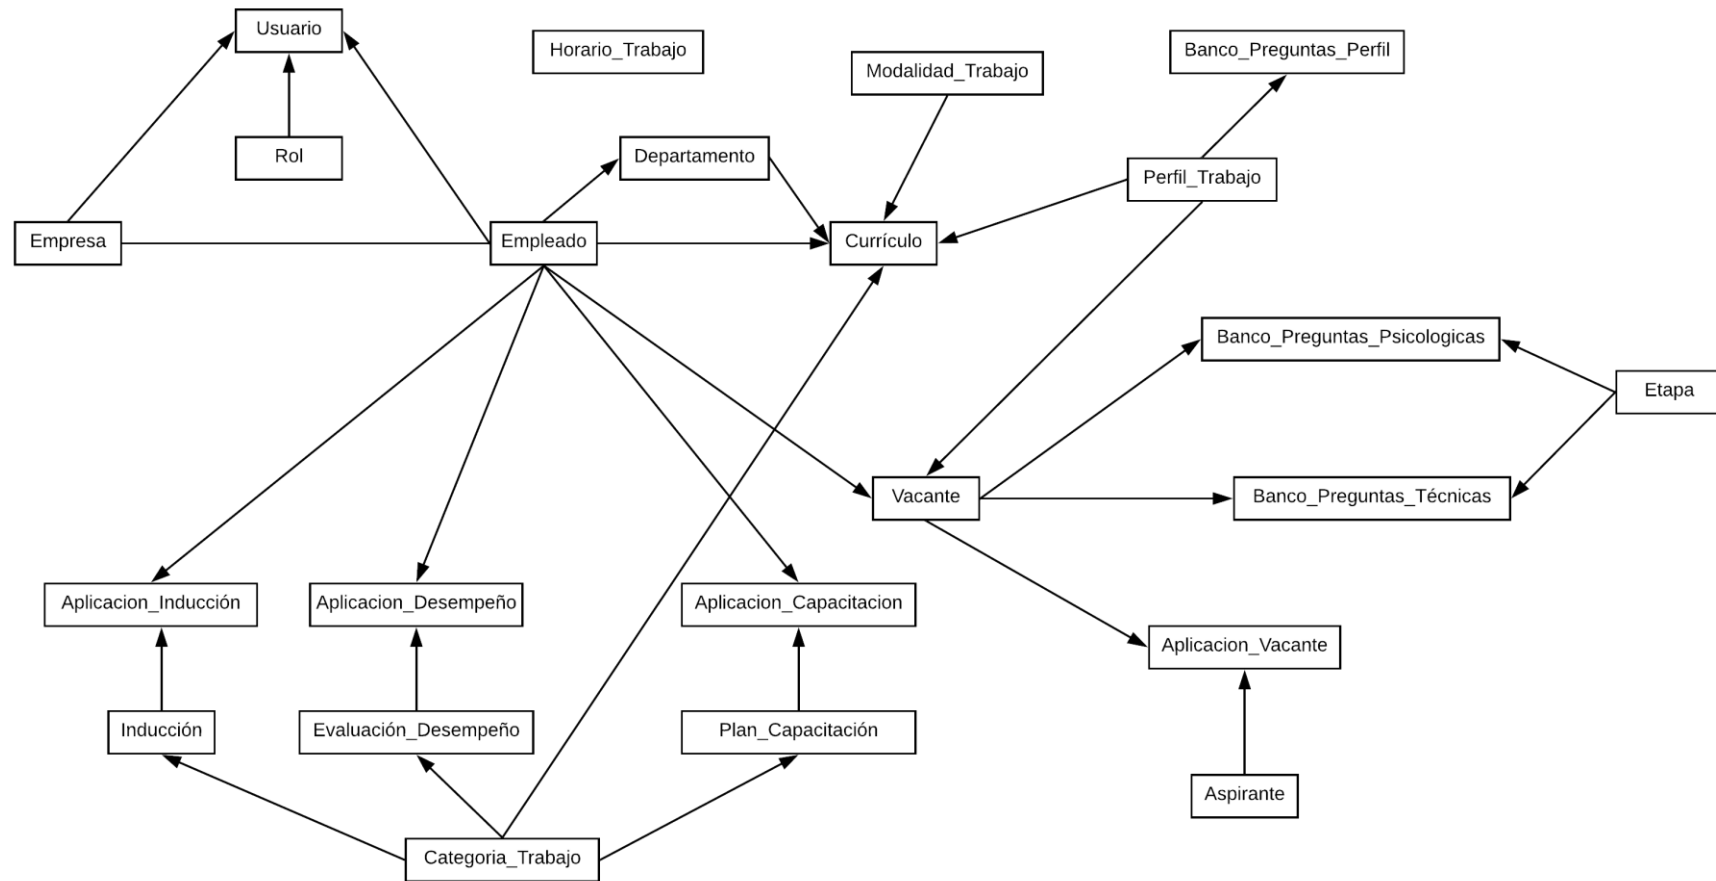 Usuario
Horario_Trabajo
Banco_Preguntas_Perfil
Modalidad_Trabajo
Rol
Departamento
Perfil_Trabajo
Empresa
Empleado
Currículo
Banco_Preguntas_Psicologicas
Etapa
Vacante
Banco_Preguntas_Técnicas
Aplicacion_Inducción
Aplicacion_Desempeño
Aplicacion_Capacitacion
Aplicacion_Vacante
Inducción
Evaluación_Desempeño
Plan_Capacitación
Aspirante
Categoria_Trabajo